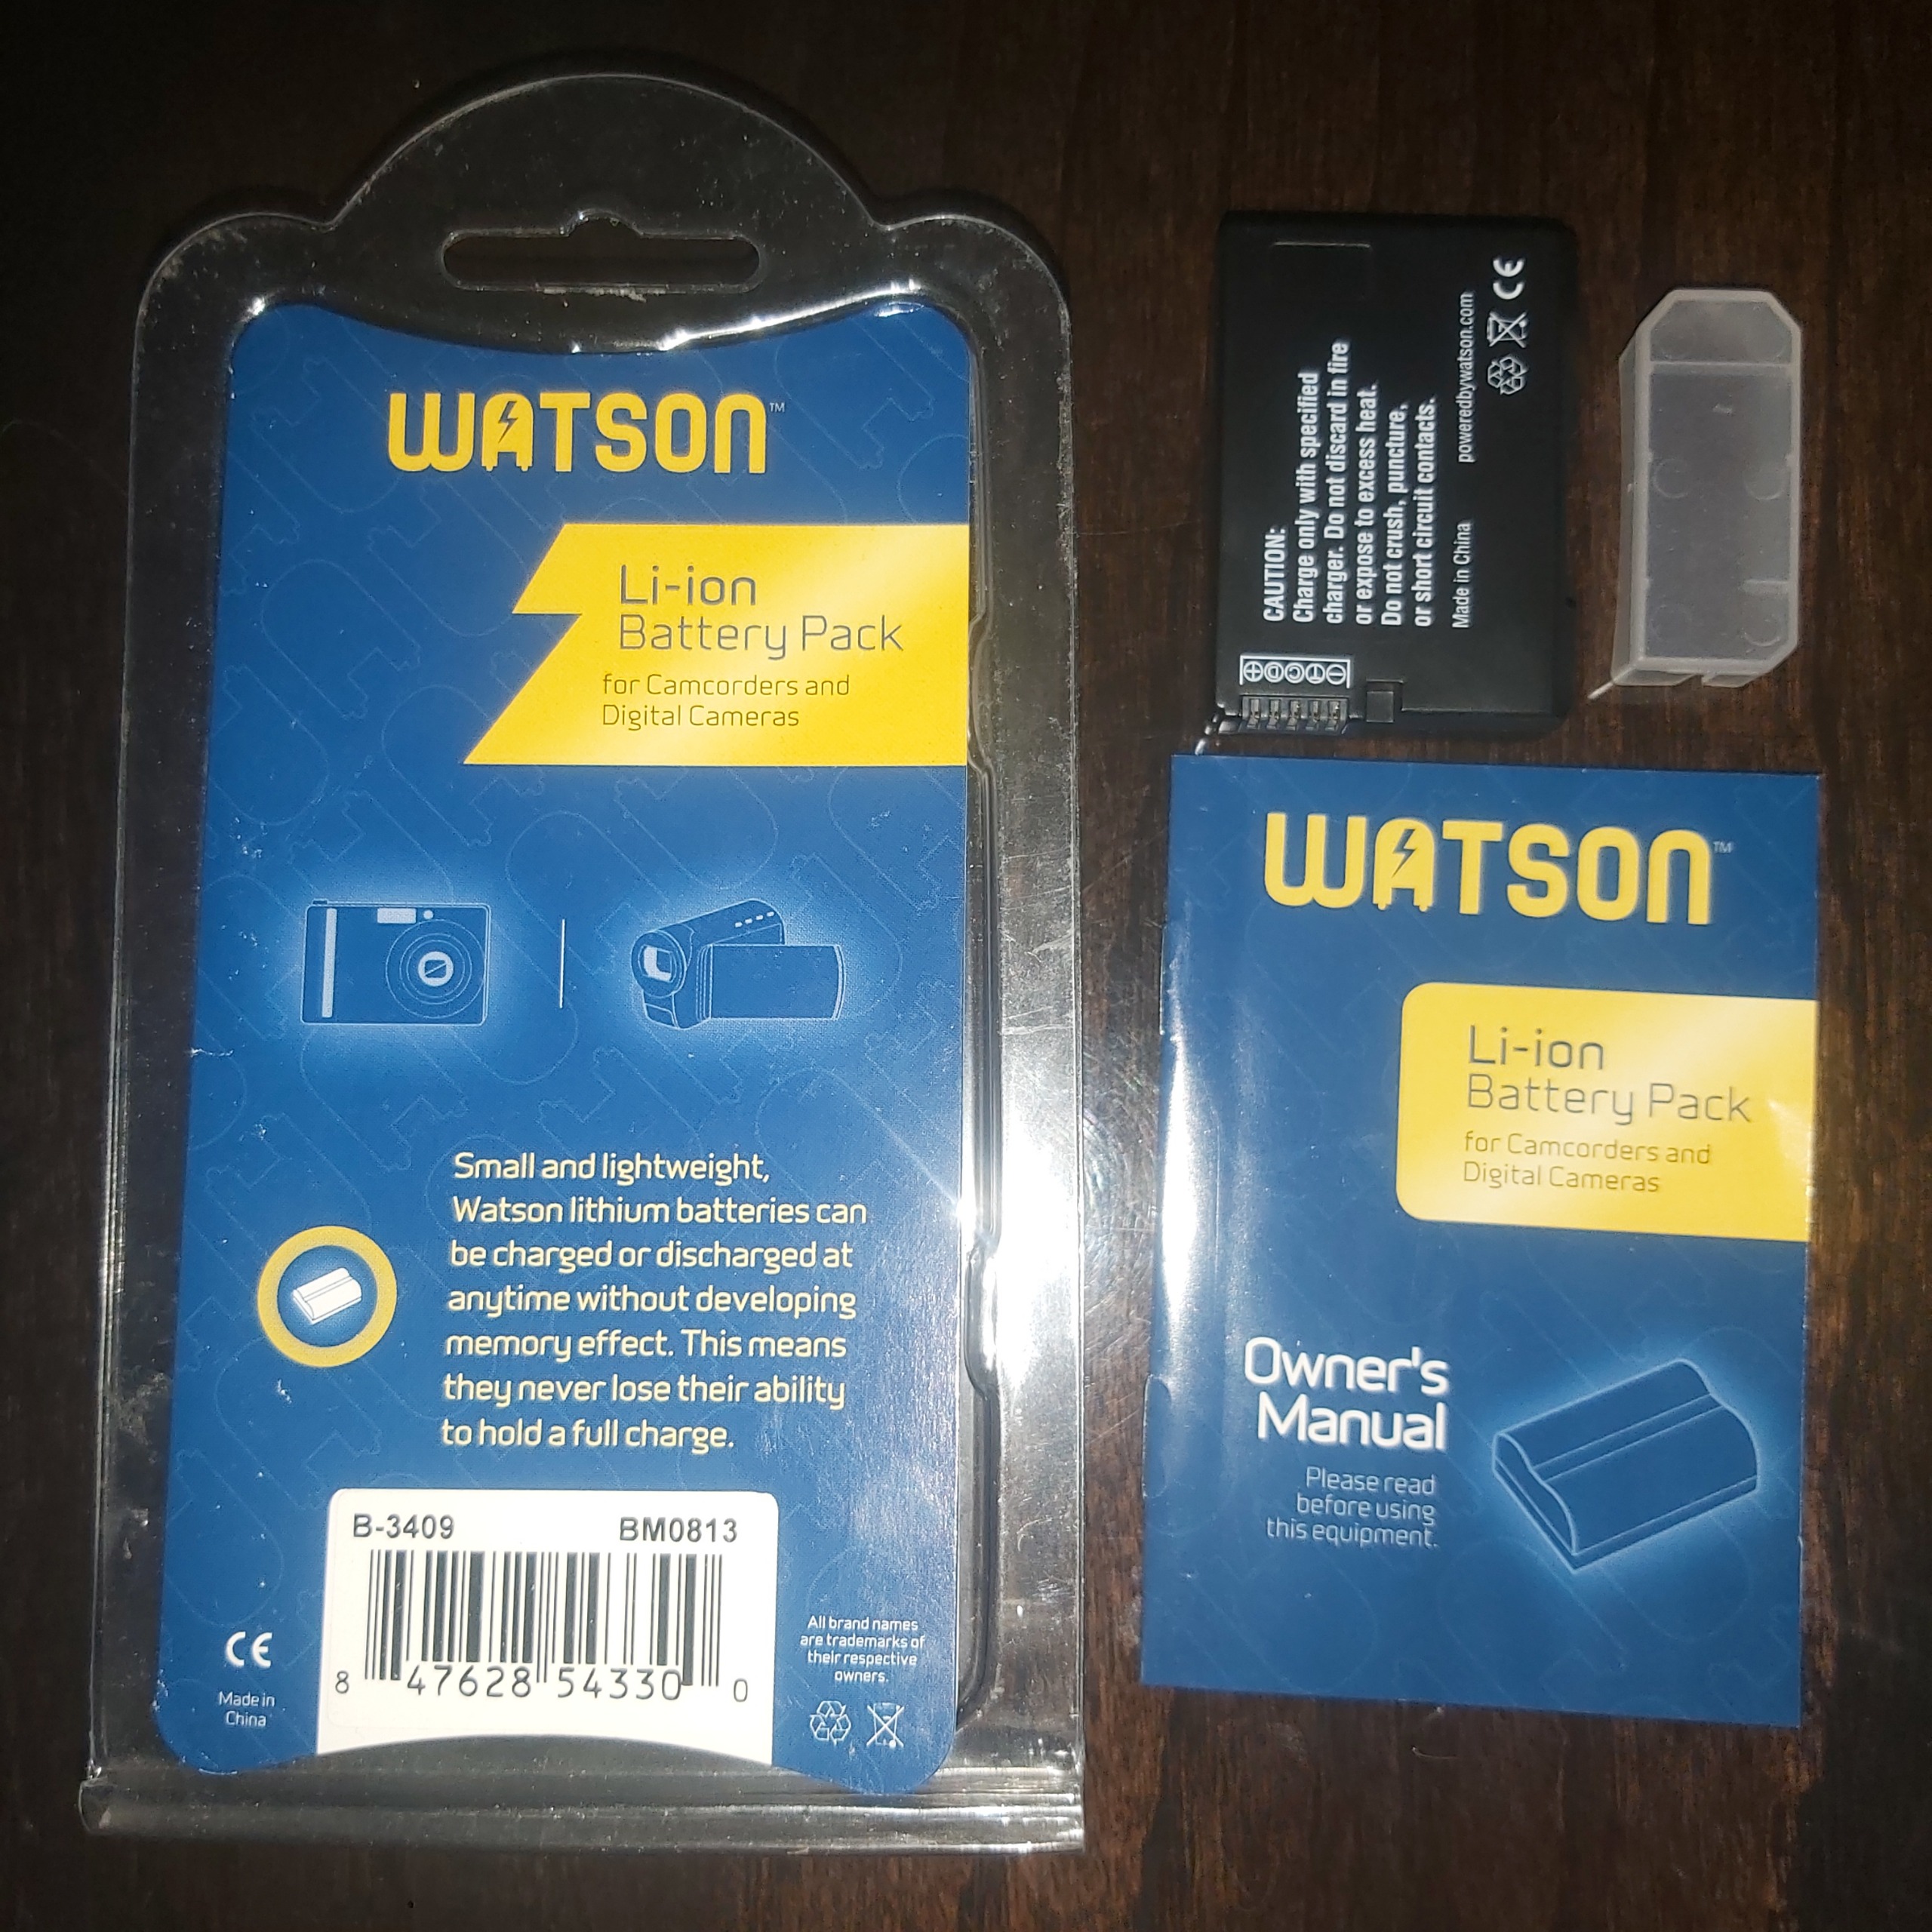 WATSON™
Li-ion
Battery Pack
for Camcorders and
Digital Cameras
Small and lightweight,
Watson lithium batteries can
be charged or discharged at
anytime without developing
memory effect. This means
they never lose their ability
to hold a full charge.
B-3409 BM0813
8 47628 54330 0
CE
Made in
China
All brand names
are trademarks of
their respective
owners.
CAUTION:
Charge only with specified
charger. Do not discard in fire
or expose to excess heat.
Do not crush, puncture,
or short circuit contacts.
Made in China poweredbywatson.com
CE
+ D C T −
WATSON™
Li-ion
Battery Pack
for Camcorders and
Digital Cameras
Owner's
Manual
Please read
before using
this equipment.